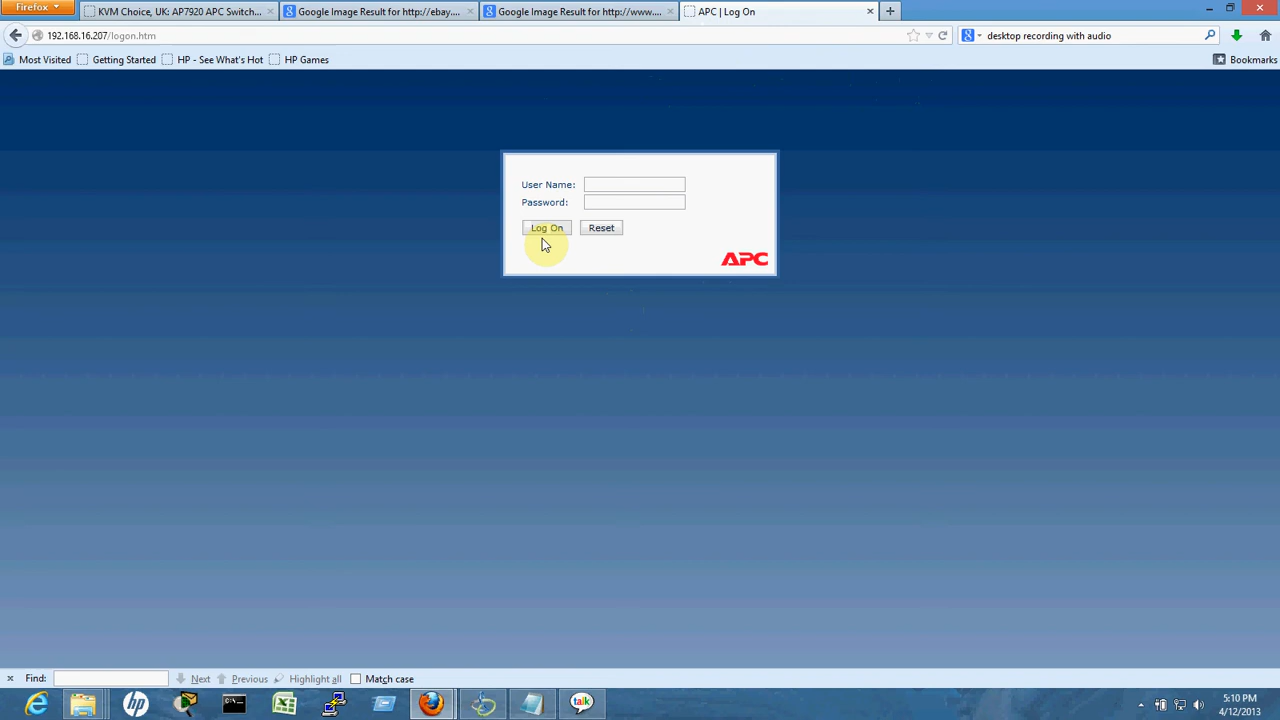 Firefox
KVM Choice, UK: AP7920 APC Switch...
Google Image Result for http://ebay....
Google Image Result for http://www....
APC | Log On
192.168.16.207/logon.htm
desktop recording with audio
Most Visited
Getting Started
HP - See What's Hot
HP Games
Bookmarks
User Name:
Password:
Log On
Reset
APC
Find:
Next
Previous
Highlight all
Match case
talk
5:10 PM
4/12/2013